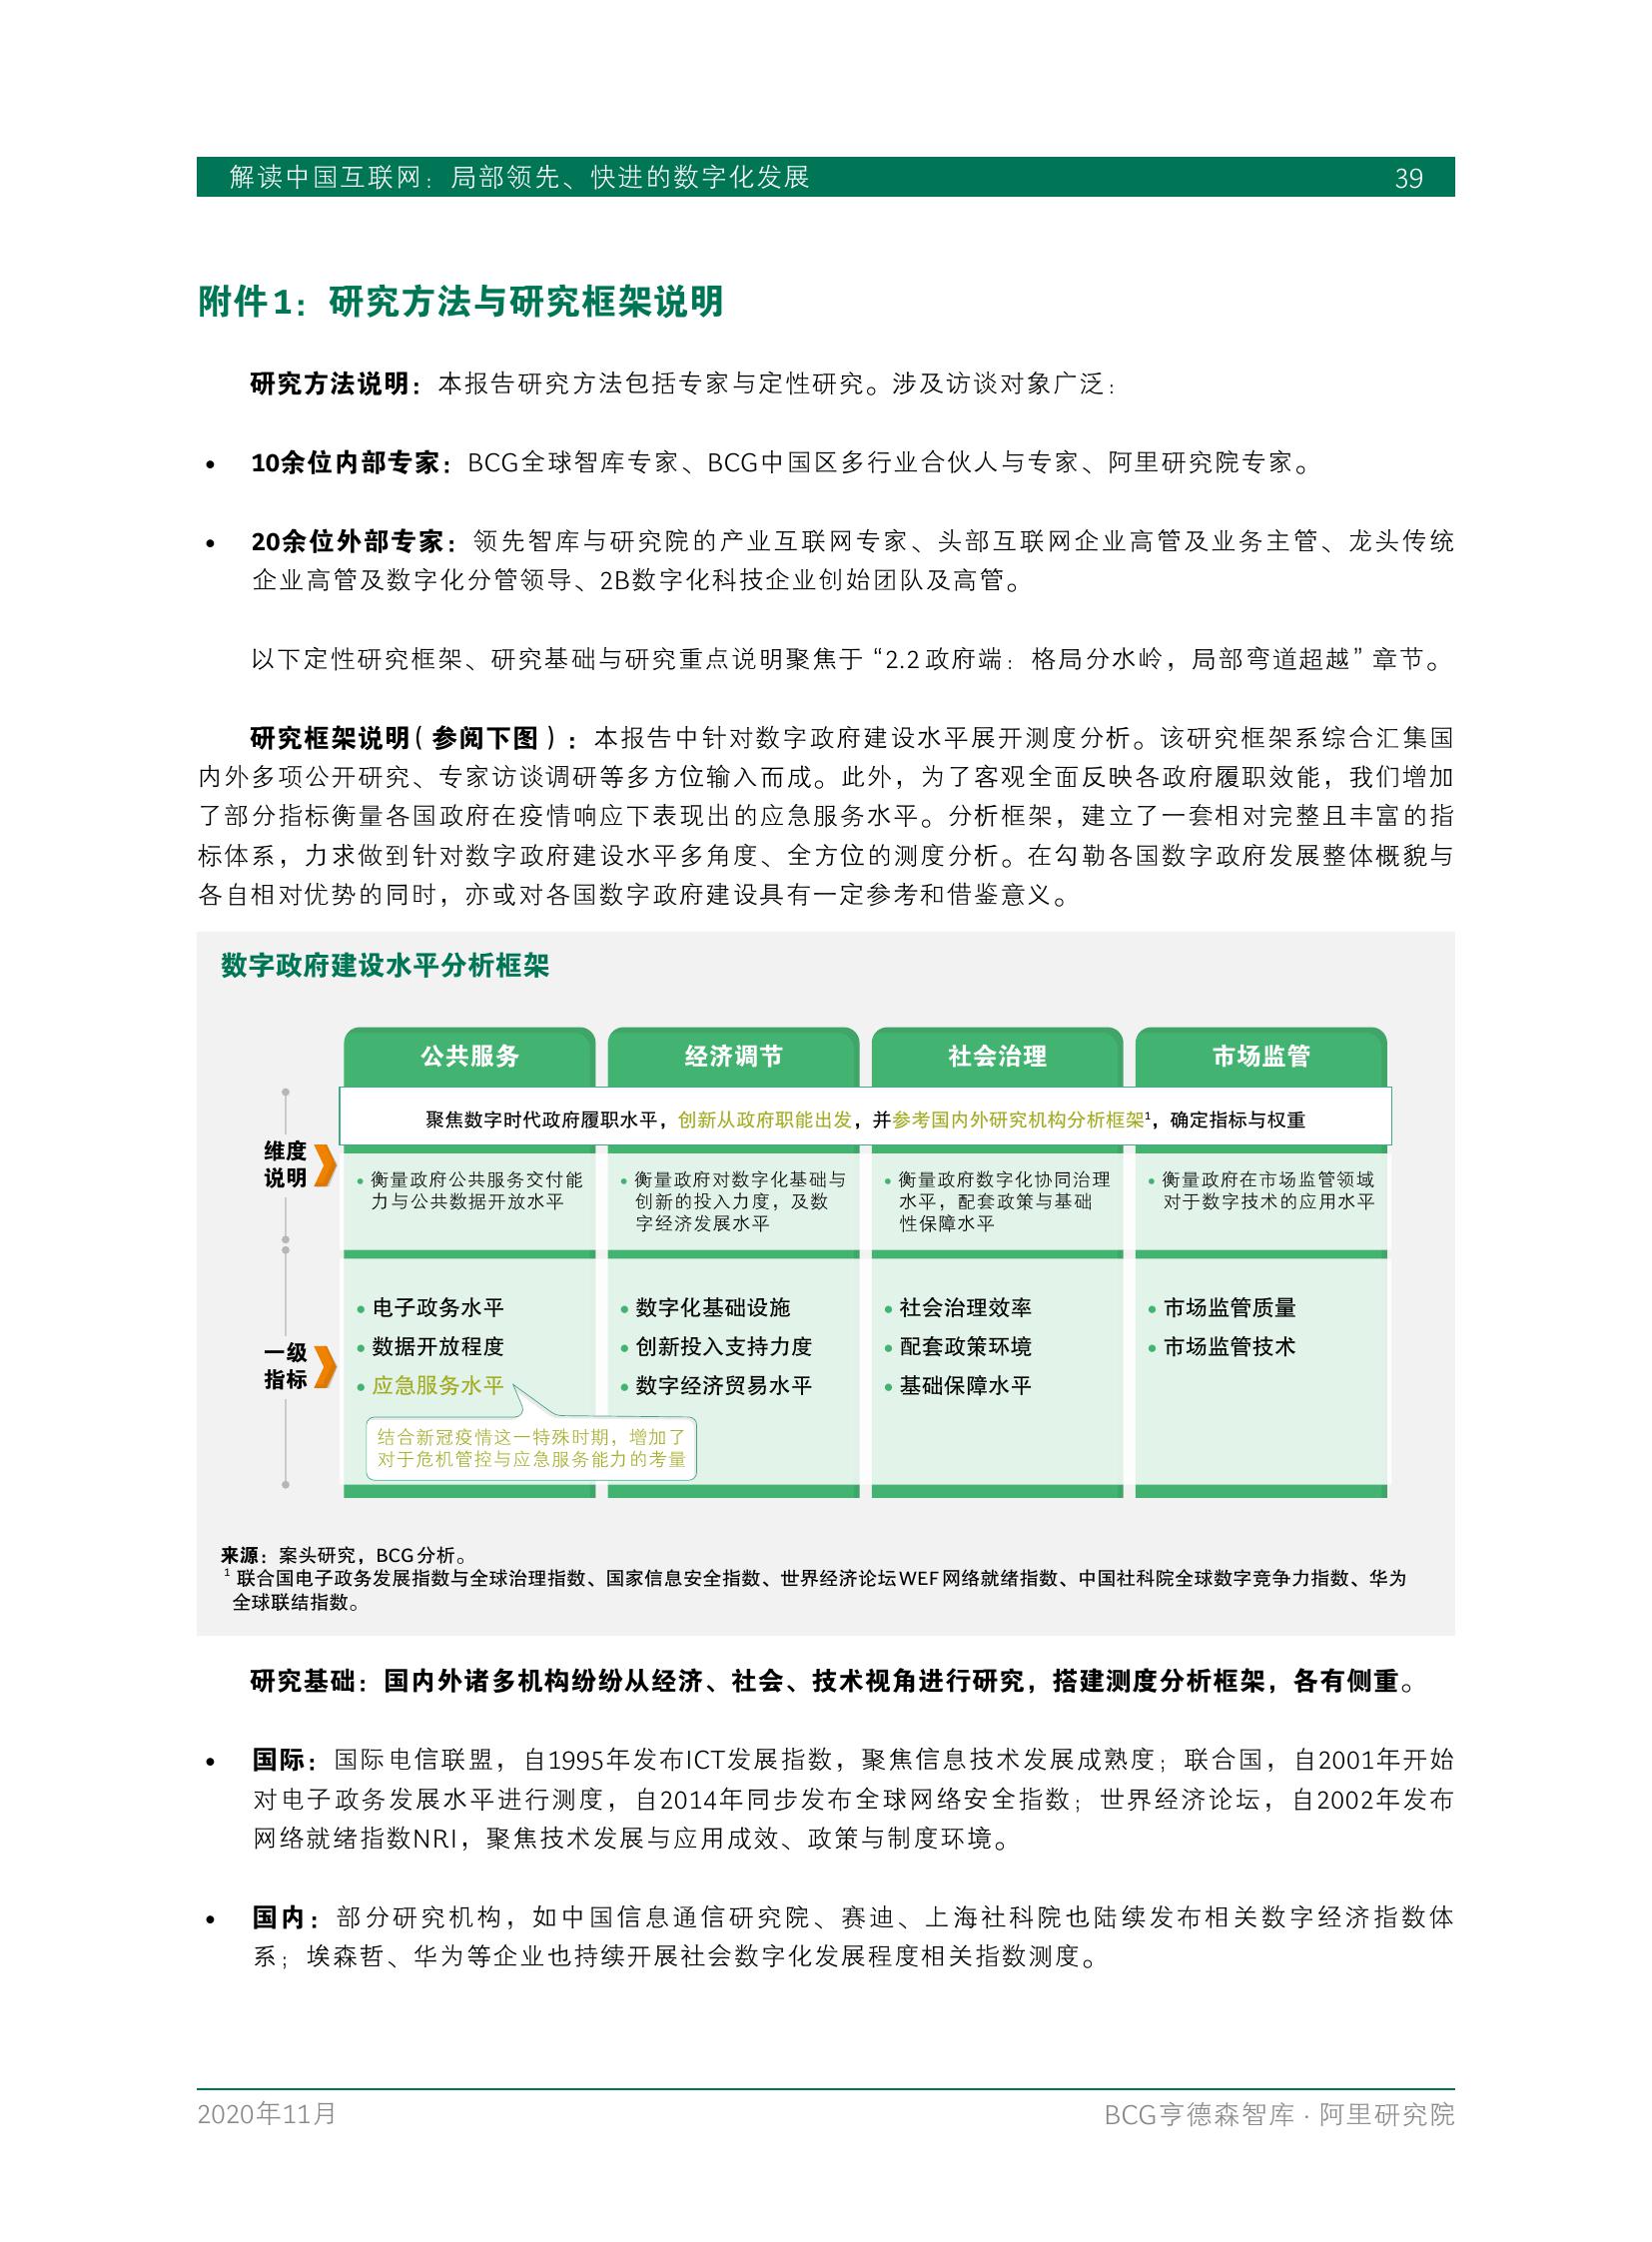 解读中国互联网：局部领先、快进的数字化发展
39
附件1：研究方法与研究框架说明
研究方法说明：本报告研究方法包括专家与定性研究。涉及访谈对象广泛：
• 10余位内部专家：BCG全球智库专家、BCG中国区多行业合伙人与专家、阿里研究院专家。
• 20余位外部专家：领先智库与研究院的产业互联网专家、头部互联网企业高管及业务主管、龙头传统
企业高管及数字化分管领导、2B数字化科技企业创始团队及高管。
以下定性研究框架、研究基础与研究重点说明聚焦于“2.2政府端：格局分水岭，局部弯道超越”章节。
研究框架说明（参阅下图）：本报告中针对数字政府建设水平展开测度分析。该研究框架系综合汇集国
内外多项公开研究、专家访谈调研等多方位输入而成。此外，为了客观全面反映各政府履职效能，我们增加
了部分指标衡量各国政府在疫情响应下表现出的应急服务水平。分析框架，建立了一套相对完整且丰富的指
标体系，力求做到针对数字政府建设水平多角度、全方位的测度分析。在勾勒各国数字政府发展整体概貌与
各自相对优势的同时，亦或对各国数字政府建设具有一定参考和借鉴意义。
数字政府建设水平分析框架
公共服务
经济调节
社会治理
市场监管
聚焦数字时代政府履职水平，创新从政府职能出发，并参考国内外研究机构分析框架¹，确定指标与权重
维度
说明
• 衡量政府公共服务交付能
力与公共数据开放水平
• 衡量政府对数字化基础与
创新的投入力度，及数
字经济发展水平
• 衡量政府数字化协同治理
水平，配套政策与基础
性保障水平
• 衡量政府在市场监管领域
对于数字技术的应用水平
一级
指标
• 电子政务水平
• 数据开放程度
• 应急服务水平
结合新冠疫情这一特殊时期，增加了
对于危机管控与应急服务能力的考量
• 数字化基础设施
• 创新投入支持力度
• 数字经济贸易水平
• 社会治理效率
• 配套政策环境
• 基础保障水平
• 市场监管质量
• 市场监管技术
来源：案头研究，BCG分析。
¹ 联合国电子政务发展指数与全球治理指数、国家信息安全指数、世界经济论坛WEF网络就绪指数、中国社科院全球数字竞争力指数、华为
全球联结指数。
研究基础：国内外诸多机构纷纷从经济、社会、技术视角进行研究，搭建测度分析框架，各有侧重。
• 国际：国际电信联盟，自1995年发布ICT发展指数，聚焦信息技术发展成熟度；联合国，自2001年开始
对电子政务发展水平进行测度，自2014年同步发布全球网络安全指数；世界经济论坛，自2002年发布
网络就绪指数NRI，聚焦技术发展与应用成效、政策与制度环境。
• 国内：部分研究机构，如中国信息通信研究院、赛迪、上海社科院也陆续发布相关数字经济指数体
系；埃森哲、华为等企业也持续开展社会数字化发展程度相关指数测度。
2020年11月
BCG亨德森智库 · 阿里研究院